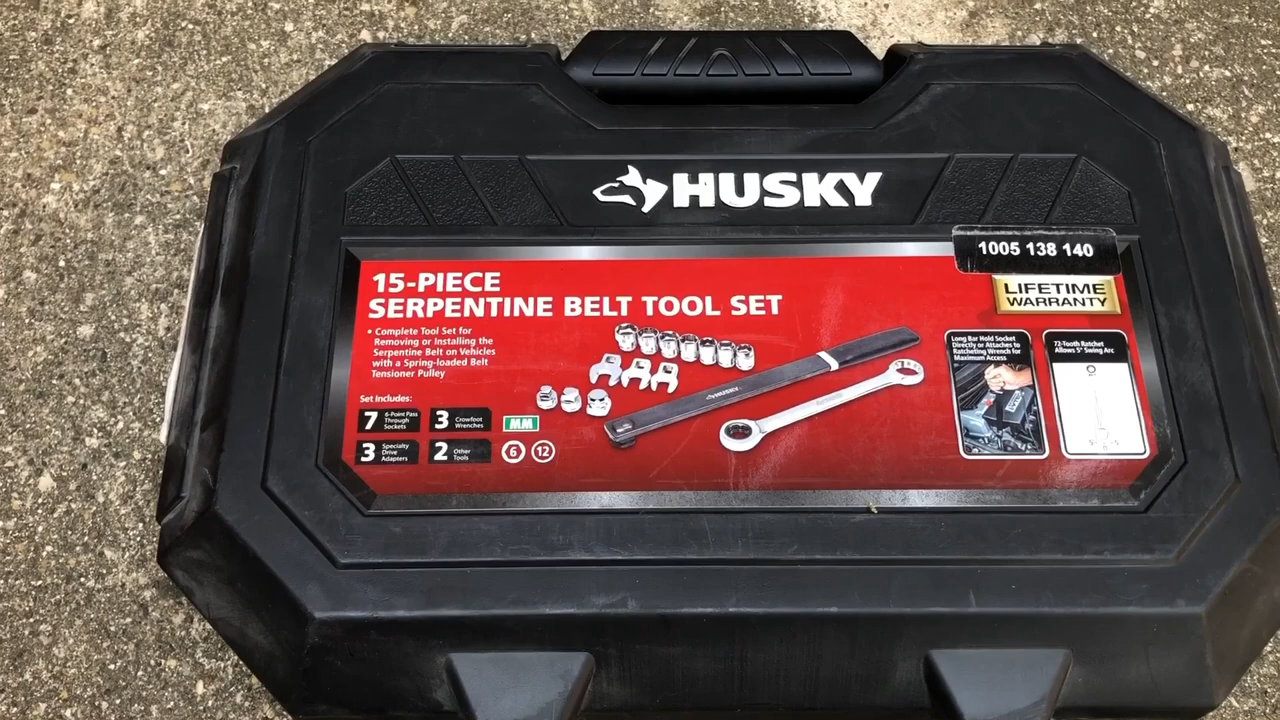 HUSKY
1005 138 140
LIFETIME
WARRANTY
15-PIECE
SERPENTINE BELT TOOL SET
• Complete Tool Set for
Removing or Installing the
Serpentine Belt on Vehicles
with a Spring-loaded Belt
Tensioner Pulley
Set Includes:
7 6-Point Pass
Through
Sockets
3 Crowfoot
Wrenches
MM
3 Specialty
Drive
Adapters
2 Other
Tools
6 12
HUSKY
Long Bar Hold Socket
Directly or Attaches to
Ratcheting Wrench for
Maximum Access
72-Tooth Ratchet
Allows 5° Swing Arc